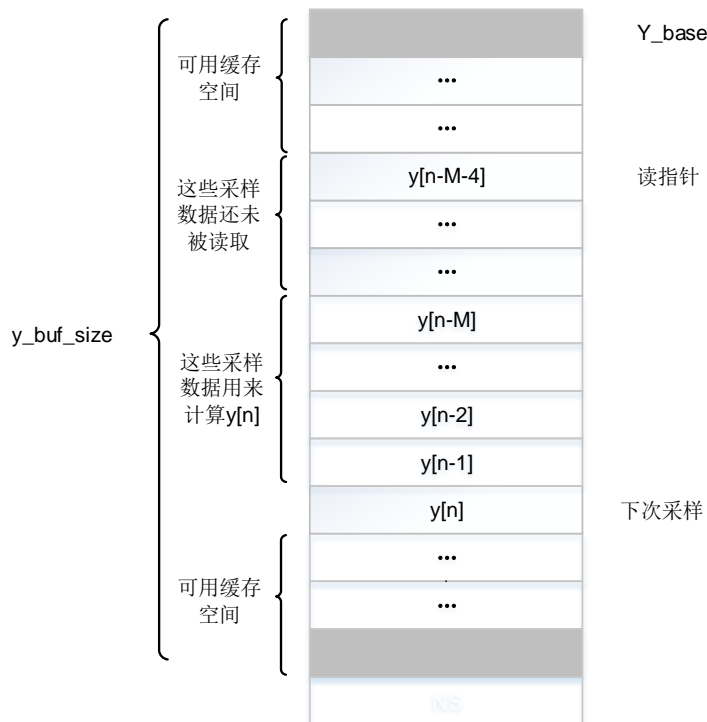 Y_base
可用缓存
空间
...
...
这些采样
数据还未
被读取
y[n-M-4]
读指针
...
...
y_buf_size
这些采样
数据用来
计算y[n]
y[n-M]
...
y[n-2]
y[n-1]
y[n]
下次采样
可用缓存
空间
...
...
NS